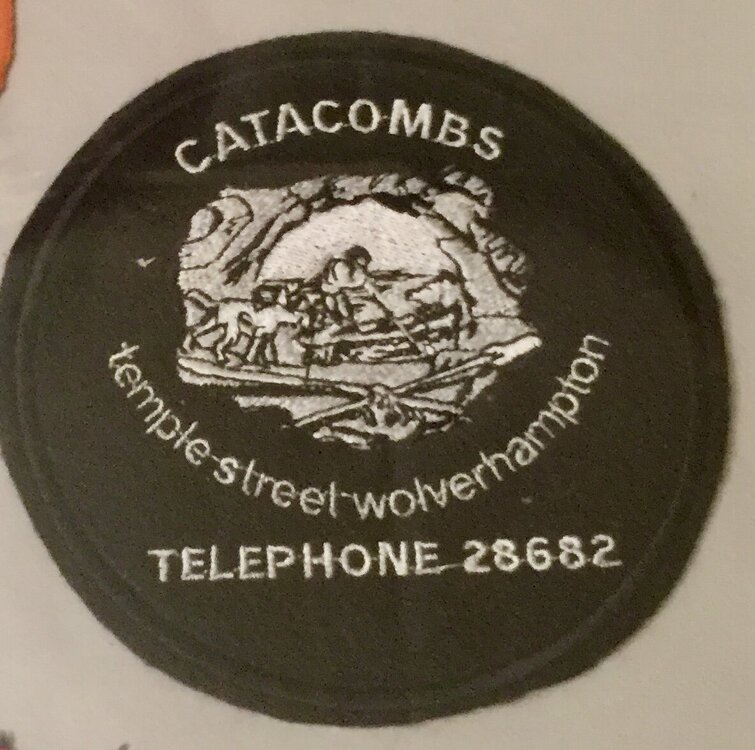 CATACOMBS
temple street wolverhampton
TELEPHONE 28682